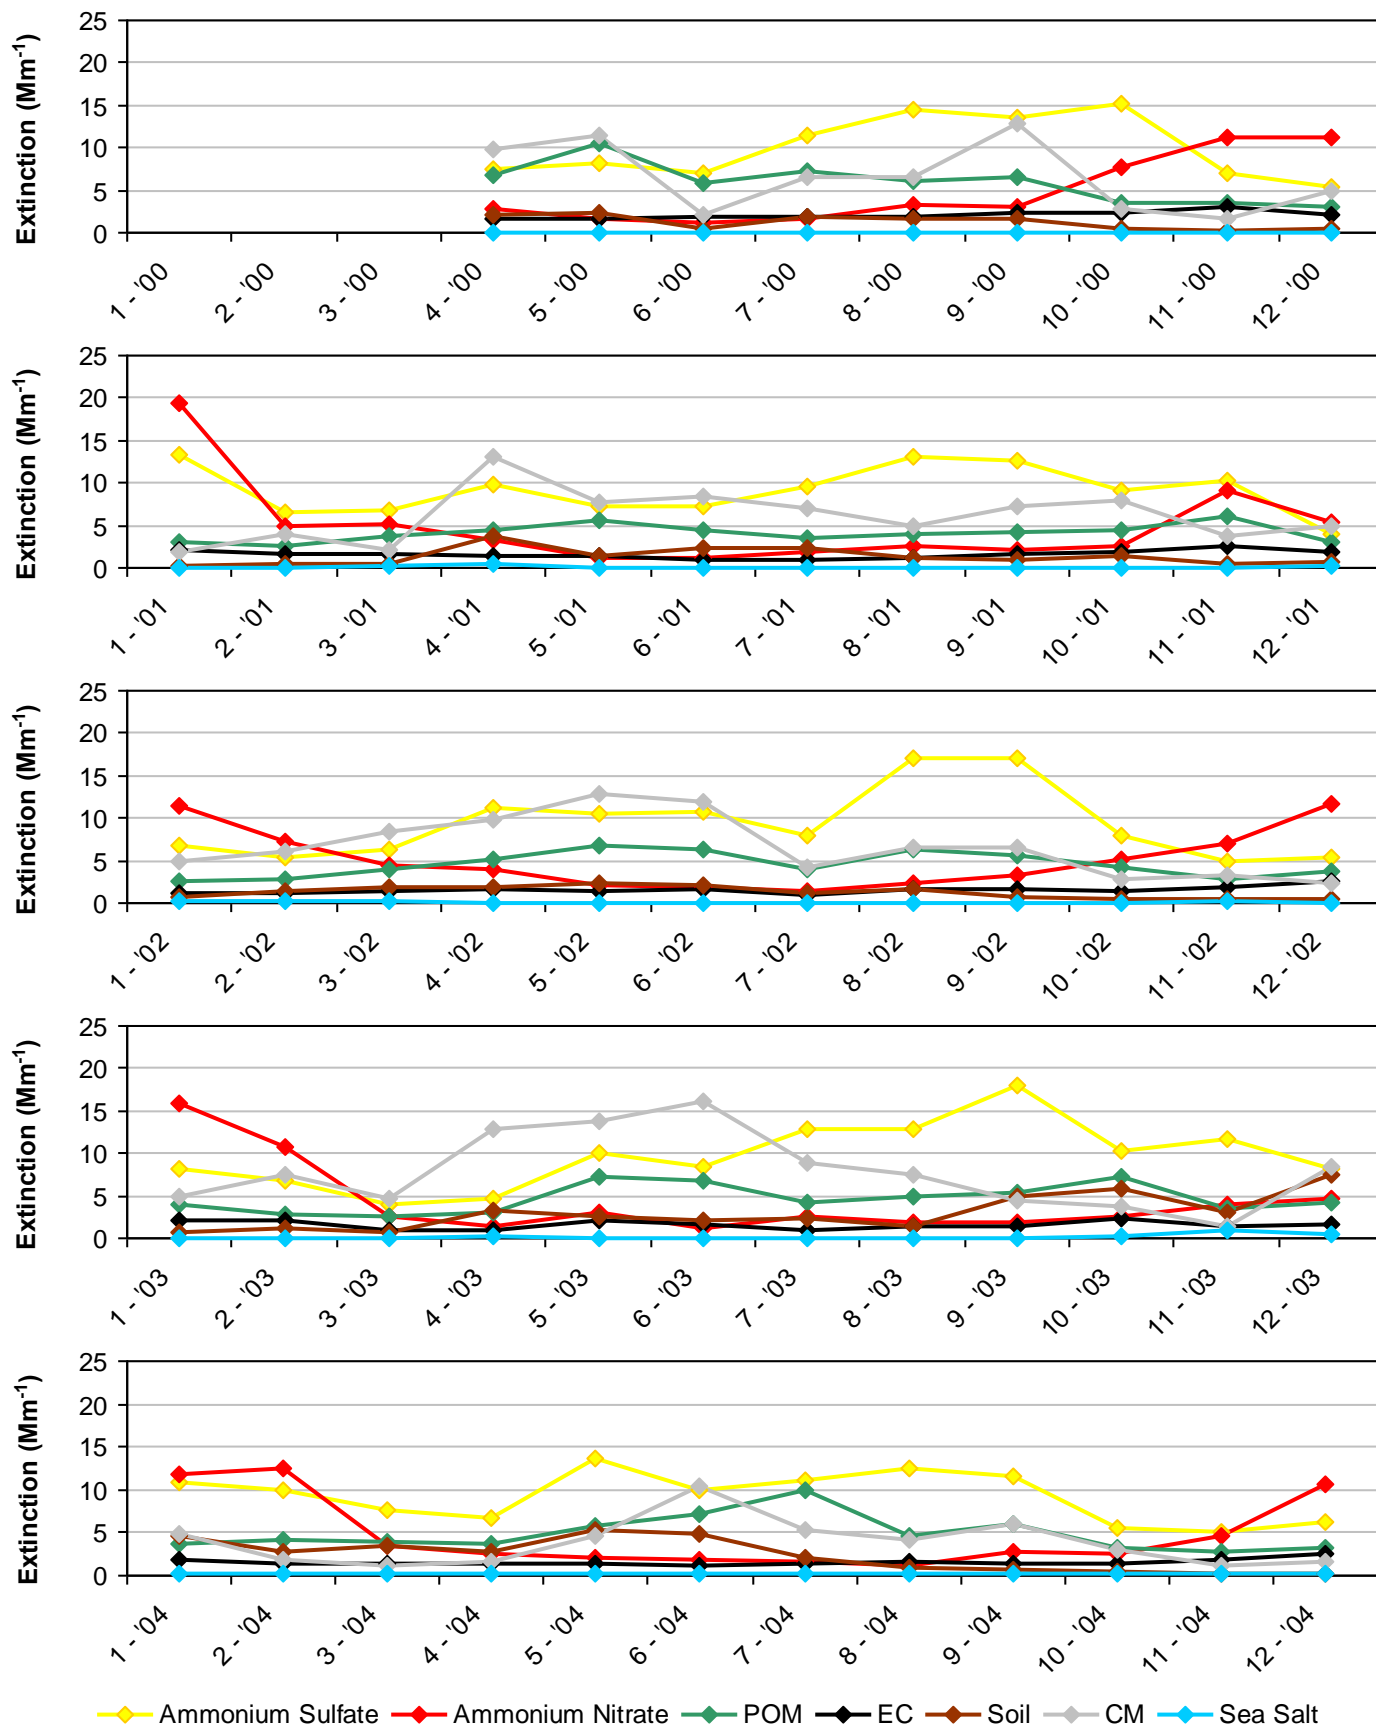 Extinction (Mm-1)
25
20
15
10
5
0
1 - '00 2 - '00 3 - '00 4 - '00 5 - '00 6 - '00 7 - '00 8 - '00 9 - '00 10 - '00 11 - '00 12 - '00
Extinction (Mm-1)
25
20
15
10
5
0
1 - '01 2 - '01 3 - '01 4 - '01 5 - '01 6 - '01 7 - '01 8 - '01 9 - '01 10 - '01 11 - '01 12 - '01
Extinction (Mm-1)
25
20
15
10
5
0
1 - '02 2 - '02 3 - '02 4 - '02 5 - '02 6 - '02 7 - '02 8 - '02 9 - '02 10 - '02 11 - '02 12 - '02
Extinction (Mm-1)
25
20
15
10
5
0
1 - '03 2 - '03 3 - '03 4 - '03 5 - '03 6 - '03 7 - '03 8 - '03 9 - '03 10 - '03 11 - '03 12 - '03
Extinction (Mm-1)
25
20
15
10
5
0
1 - '04 2 - '04 3 - '04 4 - '04 5 - '04 6 - '04 7 - '04 8 - '04 9 - '04 10 - '04 11 - '04 12 - '04
Ammonium Sulfate Ammonium Nitrate POM EC Soil CM Sea Salt